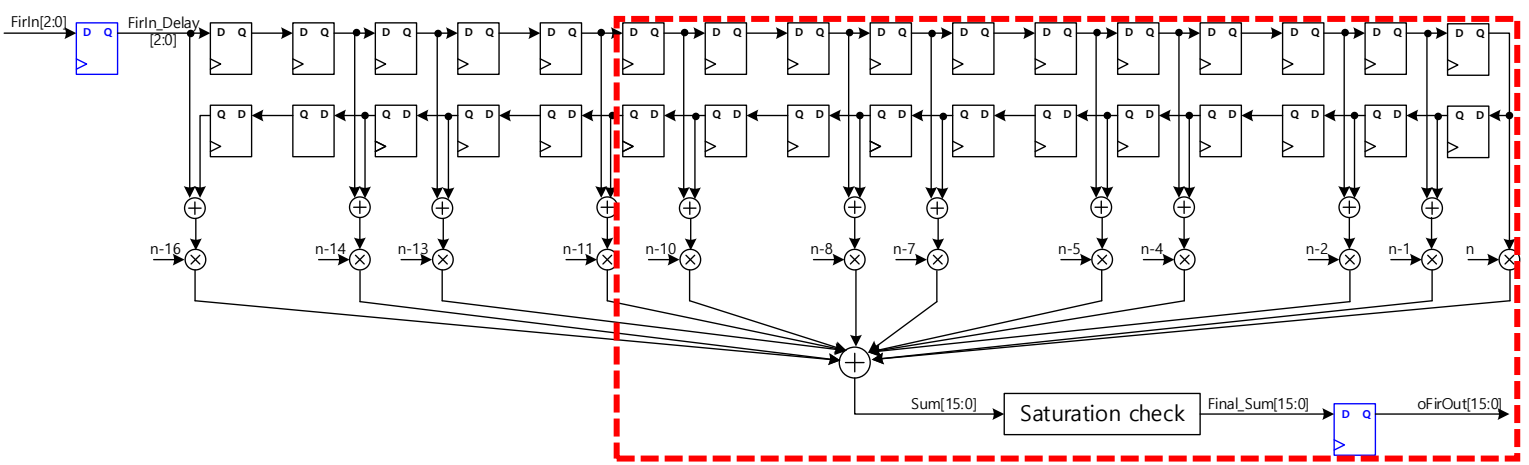 FirIn[2:0] FirIn_Delay
[2:0]
D Q D Q D Q D Q D Q D Q D Q D Q D Q D Q D Q D Q D Q D Q D Q D Q D Q
Q D Q D Q D Q D Q D Q D Q D Q D Q D Q D Q D Q D Q D Q D Q D Q D
n-16 n-14 n-13 n-11 n-10 n-8 n-7 n-5 n-4 n-2 n-1 n
Sum[15:0] Saturation check Final_Sum[15:0] D Q oFirOut[15:0]